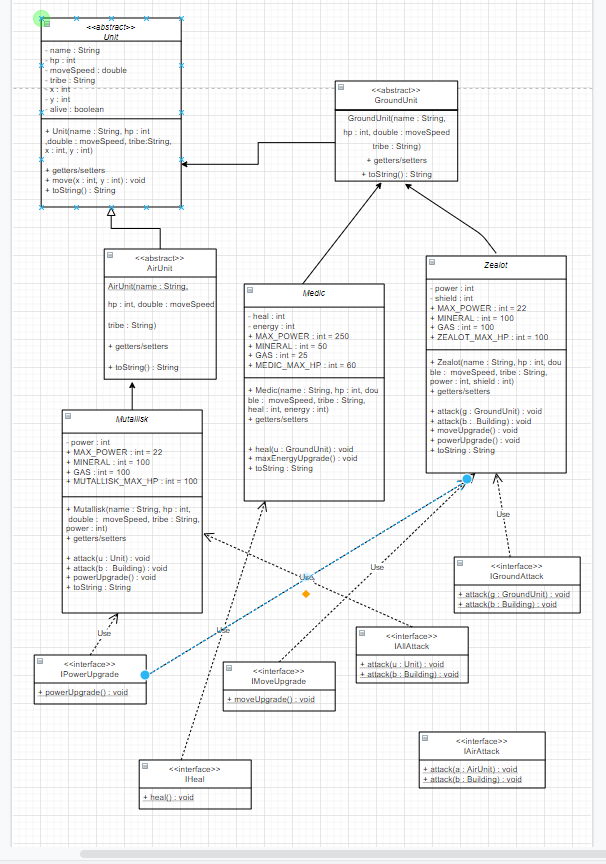 <<abstract>>
Unit
- name : String
- hp : int
- moveSpeed : double
- tribe : String
- x : int
- y : int
- alive : boolean
+ Unit(name : String, hp : int
,double : moveSpeed, tribe:String,
x : int, y : int)
+ getters/setters
+ move(x : int, y : int) : void
+ toString() : String
<<abstract>>
GroundUnit
GroundUnit(name : String,
hp : int, double : moveSpeed
tribe : String)
+ getters/setters
+ toString() : String
<<abstract>>
AirUnit
AirUnit(name : String,
hp : int, double : moveSpeed
tribe : String)
+ getters/setters
+ toString() : String
Medic
- heal : int
- energy : int
+ MAX_POWER : int = 250
+ MINERAL : int = 50
+ GAS : int = 25
+ MEDIC_MAX_HP : int = 60
+ Medic(name : String, hp : int, dou
ble : moveSpeed, tribe : String,
heal : int, energy : int)
+ getters/setters
+ heal(u : GroundUnit) : void
+ maxEnergyUpgrade() : void
+ toString : String
Zealot
- power : int
- shield : int
+ MAX_POWER : int = 22
+ MINERAL : int = 100
+ GAS : int = 100
+ ZEALOT_MAX_HP : int = 100
+ Zealot(name : String, hp : int, dou
ble : moveSpeed, tribe : String,
power : int, shield : int)
+ getters/setters
+ attack(g : GroundUnit) : void
+ attack(b : Building) : void
+ moveUpgrade() : void
+ powerUpgrade() : void
+ toString : String
Mutallisk
- power : int
+ MAX_POWER : int = 22
+ MINERAL : int = 100
+ GAS : int = 100
+ MUTALLISK_MAX_HP : int = 100
+ Mutallisk(name : String, hp : int,
double : moveSpeed, tribe : String,
power : int)
+ getters/setters
+ attack(u : Unit) : void
+ attack(b : Building) : void
+ powerUpgrade() : void
+ toString : String
Use
Use
Use
Use
Use
<<interface>>
IGroundAttack
+ attack(g : GroundUnit) : void
+ attack(b : Building) : void
<<interface>>
IAllAttack
+ attack(u : Unit) : void
+ attack(b : Building) : void
<<interface>>
IPowerUpgrade
+ powerUpgrade() : void
<<interface>>
IMoveUpgrade
+ moveUpgrade() : void
<<interface>>
IAirAttack
+ attack(a : AirUnit) : void
+ attack(b : Building) : void
<<interface>>
IHeal
+ heal() : void